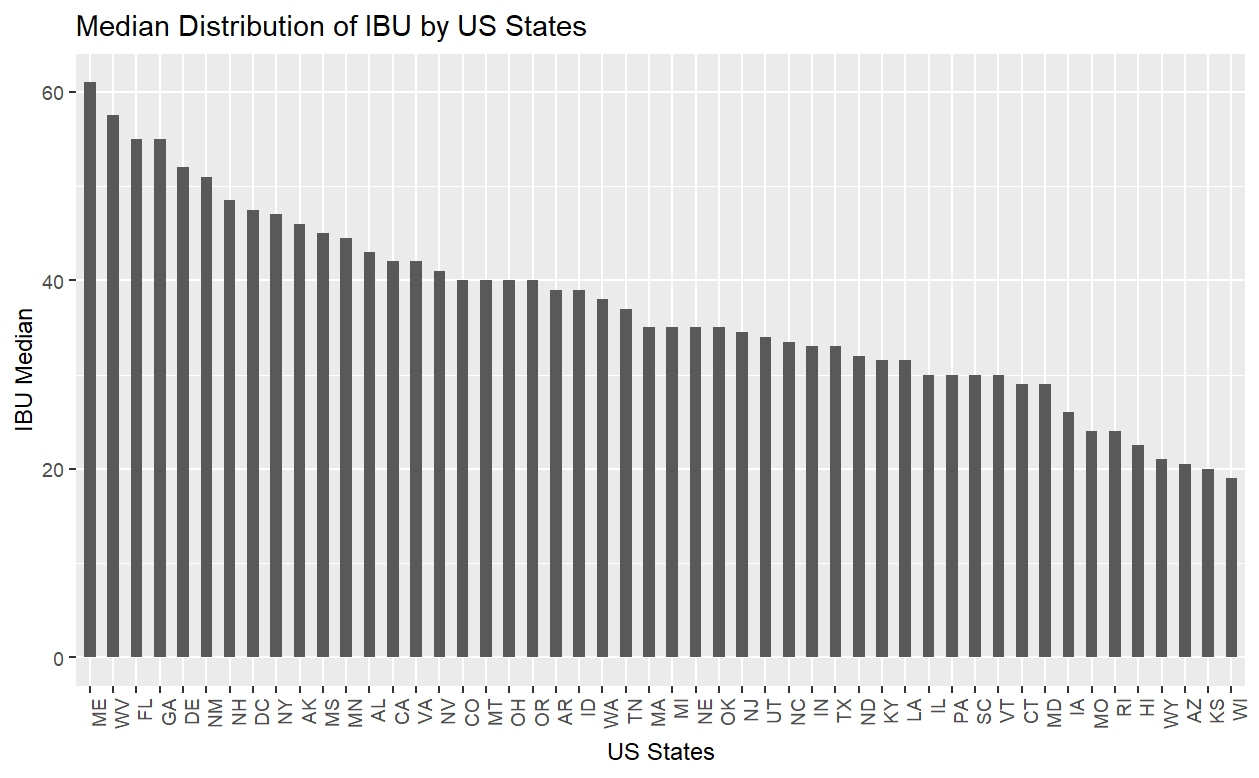 Median Distribution of IBU by US States
60
40
20
0
IBU Median
ME WV FL GA DE NM NH DC NY AK MS MN AL CA VA NV CO MT OH OR AR ID WA TN MA MI NE OK NJ UT NC IN TX ND KY LA IL PA SC VT CT MD IA MO RI HI WY AZ KS WI
US States